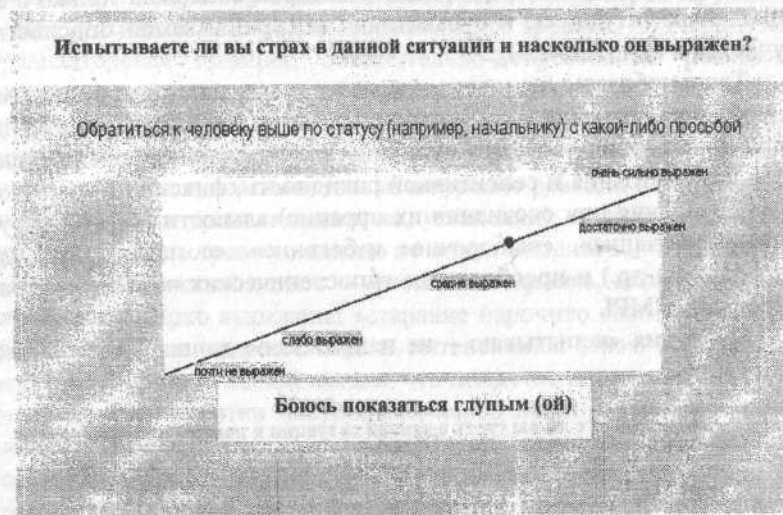 Испытываете ли вы страх в данной ситуации и насколько он выражен?
Обратиться к человеку выше по статусу (например, начальнику) с какой-либо просьбой
очень сильно выражен
достаточно выражен
средне выражен
слабо выражен
почти не выражен
Боюсь показаться глупым (ой)